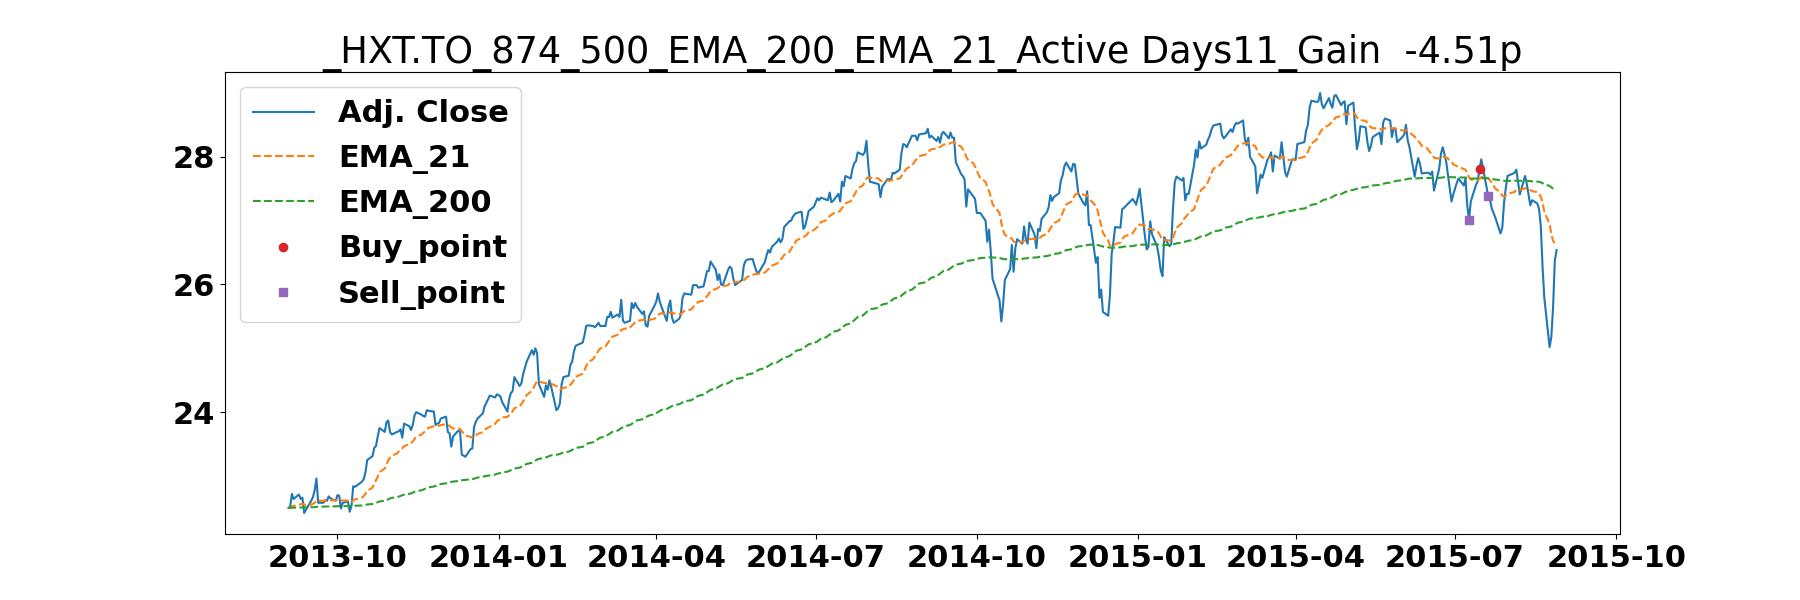 _HXT.TO_874_500_EMA_200_EMA_21_Active Days11_Gain  -4.51p
Adj. Close
EMA_21
EMA_200
Buy_point
Sell_point
28
26
24
2013-10 2014-01 2014-04 2014-07 2014-10 2015-01 2015-04 2015-07 2015-10